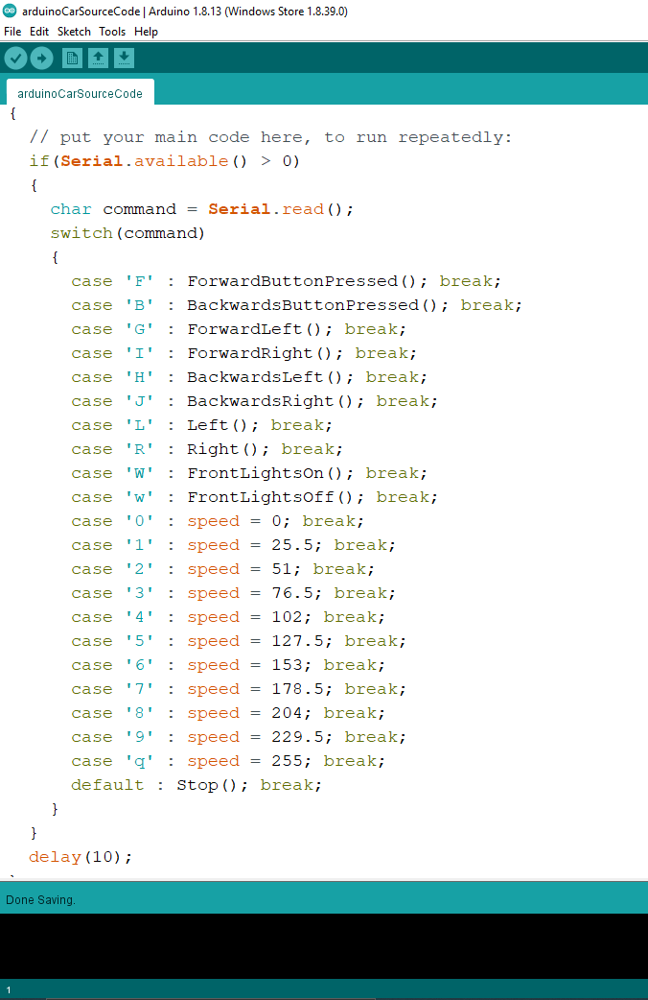 arduinoCarSourceCode | Arduino 1.8.13 (Windows Store 1.8.39.0)
File Edit Sketch Tools Help
arduinoCarSourceCode
{
// put your main code here, to run repeatedly:
if(Serial.available() > 0)
{
char command = Serial.read();
switch(command)
{
case 'F' : ForwardButtonPressed(); break;
case 'B' : BackwardsButtonPressed(); break;
case 'G' : ForwardLeft(); break;
case 'I' : ForwardRight(); break;
case 'H' : BackwardsLeft(); break;
case 'J' : BackwardsRight(); break;
case 'L' : Left(); break;
case 'R' : Right(); break;
case 'W' : FrontLightsOn(); break;
case 'w' : FrontLightsOff(); break;
case '0' : speed = 0; break;
case '1' : speed = 25.5; break;
case '2' : speed = 51; break;
case '3' : speed = 76.5; break;
case '4' : speed = 102; break;
case '5' : speed = 127.5; break;
case '6' : speed = 153; break;
case '7' : speed = 178.5; break;
case '8' : speed = 204; break;
case '9' : speed = 229.5; break;
case 'q' : speed = 255; break;
default : Stop(); break;
}
}
delay(10);
Done Saving.
1